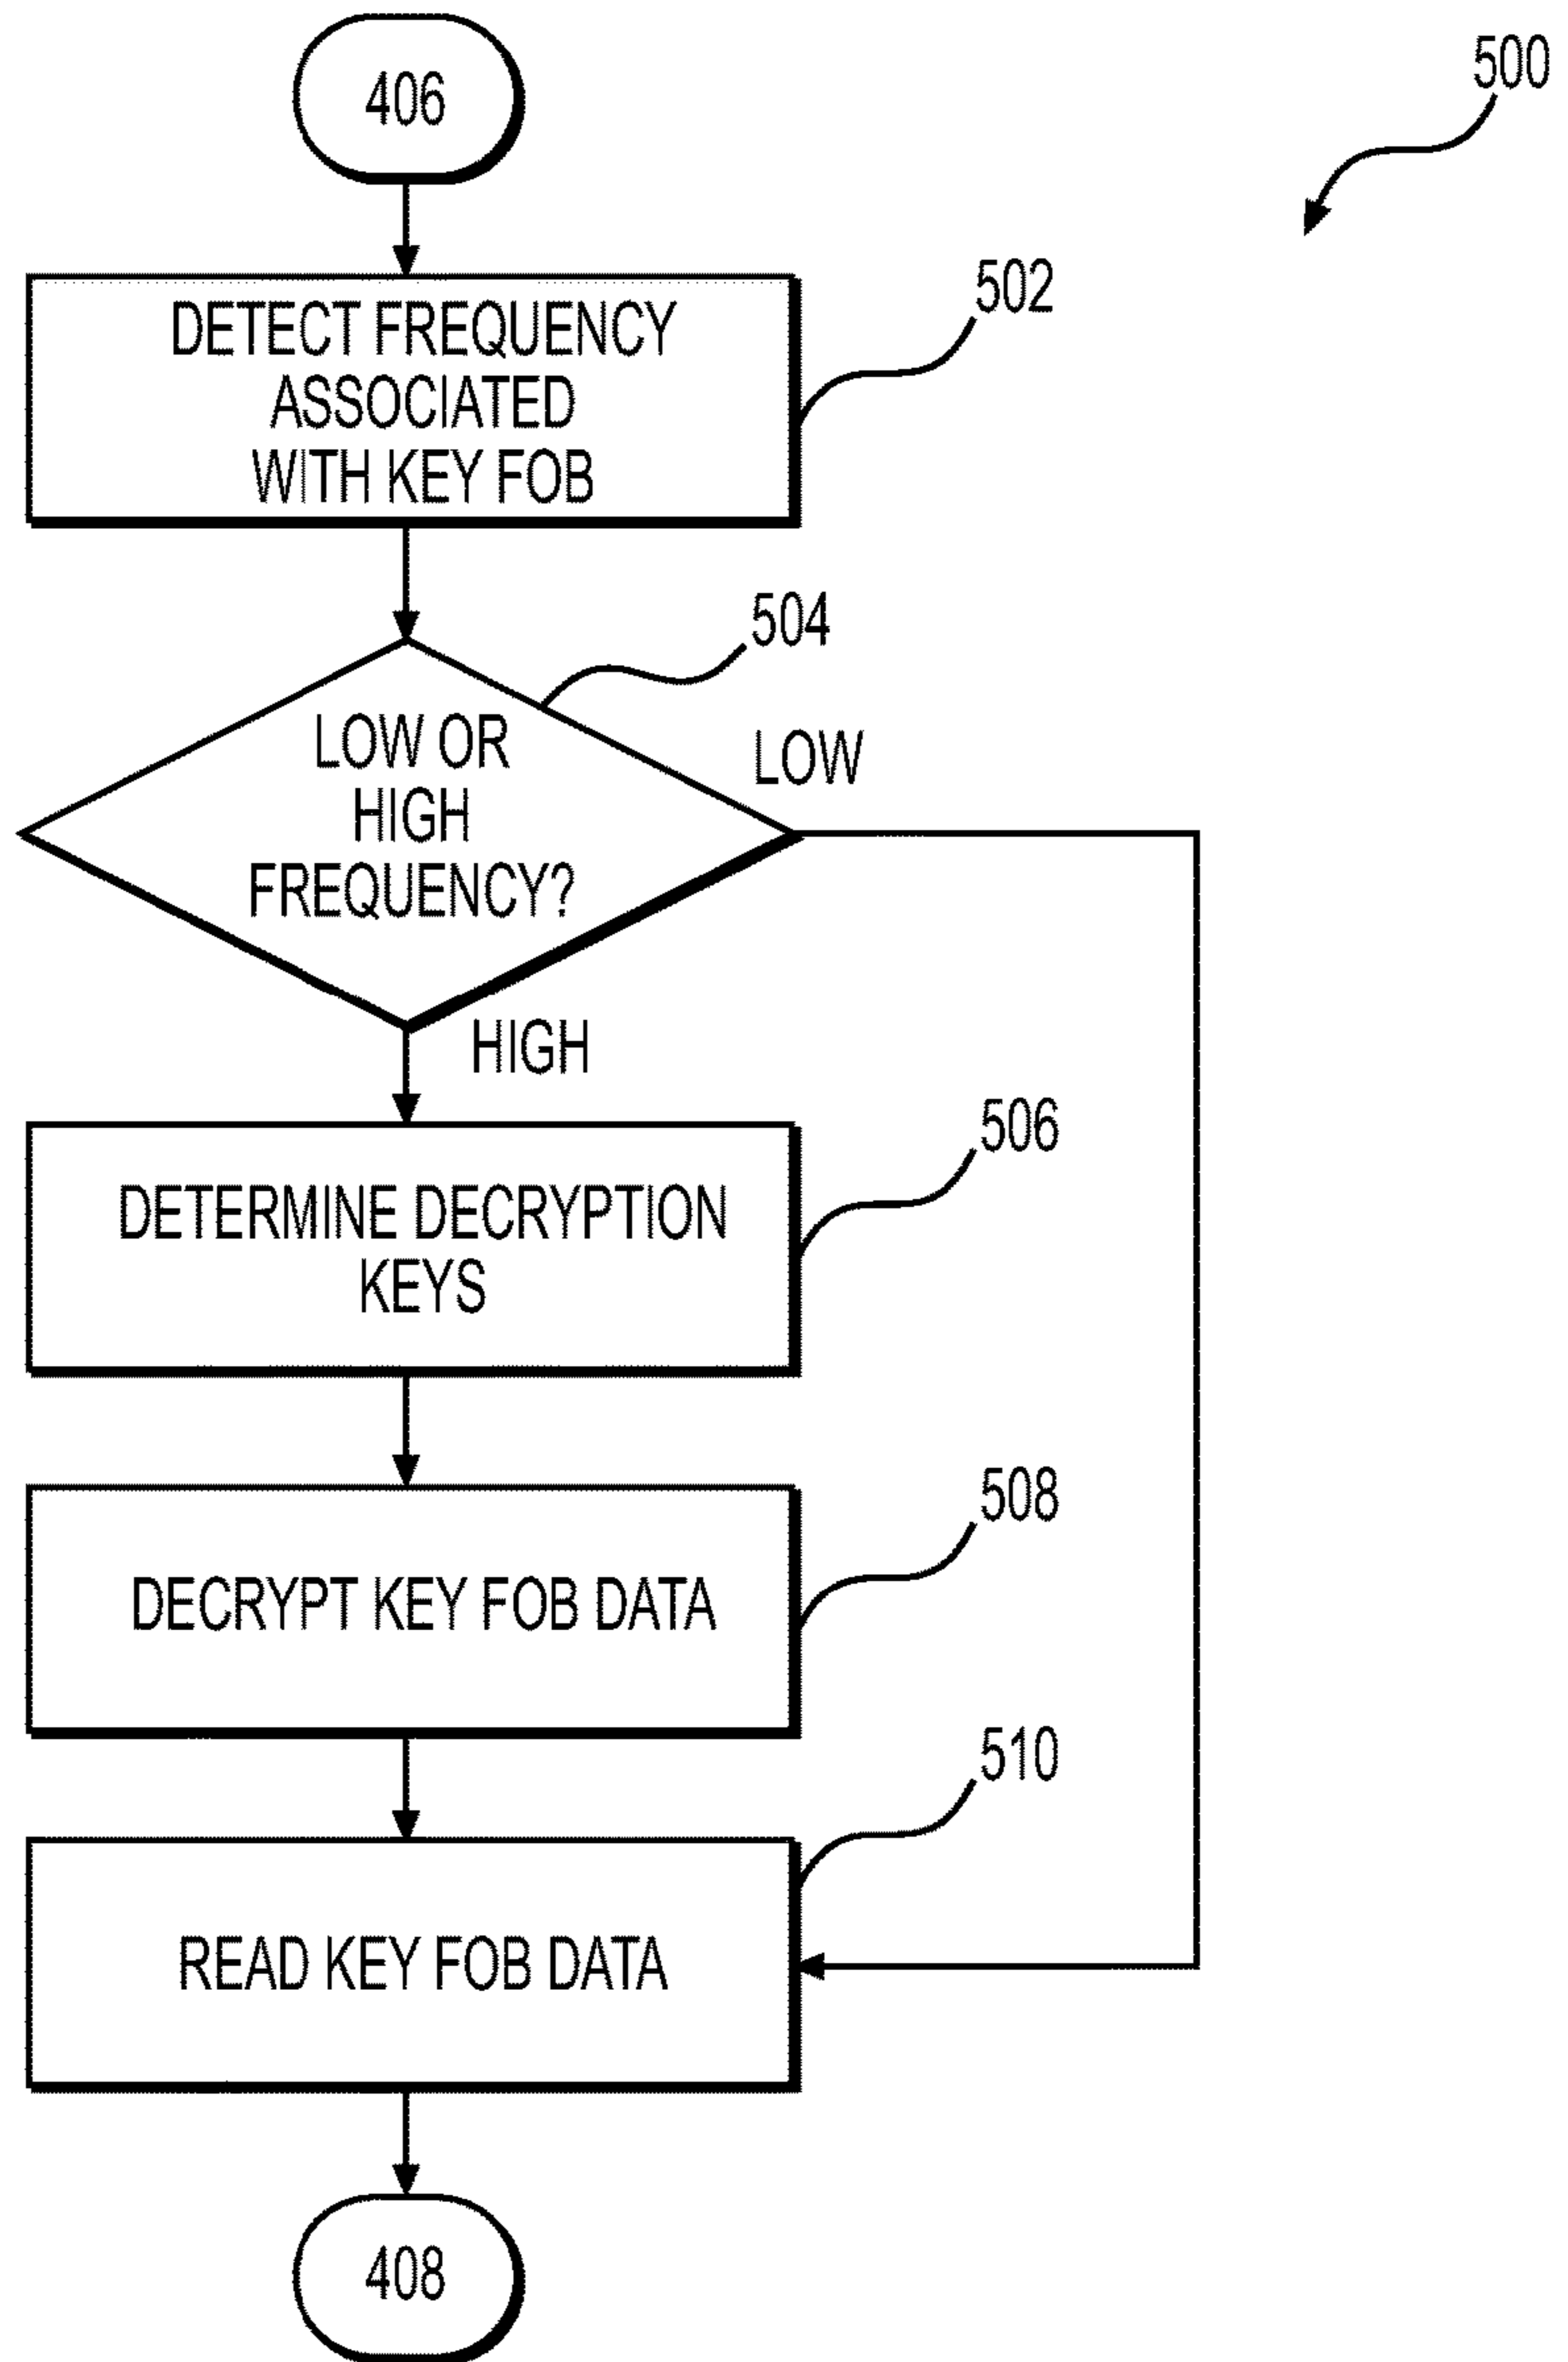 406
500
DETECT FREQUENCY
ASSOCIATED
WITH KEY FOB
502
504
LOW OR
HIGH
FREQUENCY?
LOW
HIGH
506
DETERMINE DECRYPTION
KEYS
508
DECRYPT KEY FOB DATA
510
READ KEY FOB DATA
408